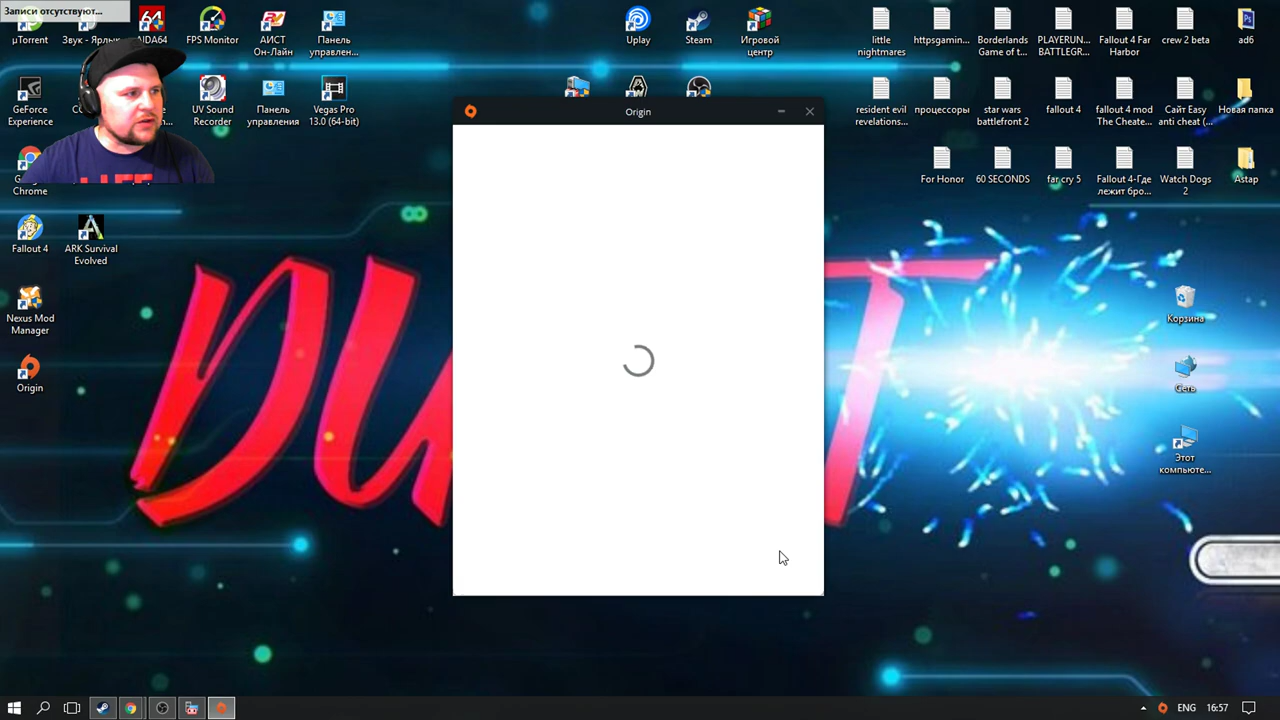 Записи отсутствуют...
µTorrent
Звук - Ярлык
AIDA64
АИСТ
Он-Лайн
Панель
управлен...
Uplay
Steam
Игровой
центр
little
nightmares
httpsgamin...
Borderlands
Game of t...
PLAYERUN...
BATTLEGR...
Fallout 4 Far
Harbor
crew 2 beta
ad6
GeForce
Experience
UV Sound
Recorder
Панель
управления
Vegas Pro
13.0 (64-bit)
resident evil
revelations...
процессоры
star wars
battlefront 2
fallout 4
fallout 4 mod
The Cheate...
Сайт Easy
anti cheat (...
Новая папка
Chrome
For Honor
60 SECONDS
far cry 5
Fallout 4-Где
лежит бро...
Watch Dogs
2
Astap
Fallout 4
ARK Survival
Evolved
Nexus Mod
Manager
Origin
Origin
Корзина
Сеть
Этот
компьюте...
ENG
16:57